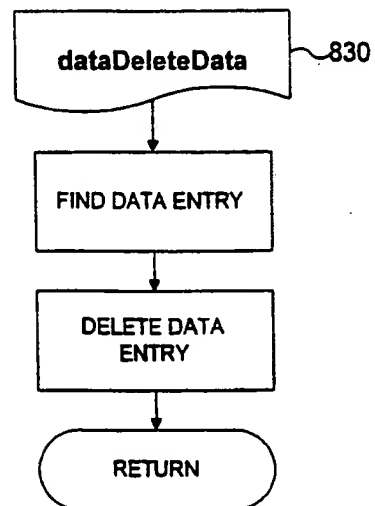 dataDeleteData
830
FIND DATA ENTRY
DELETE DATA
ENTRY
RETURN